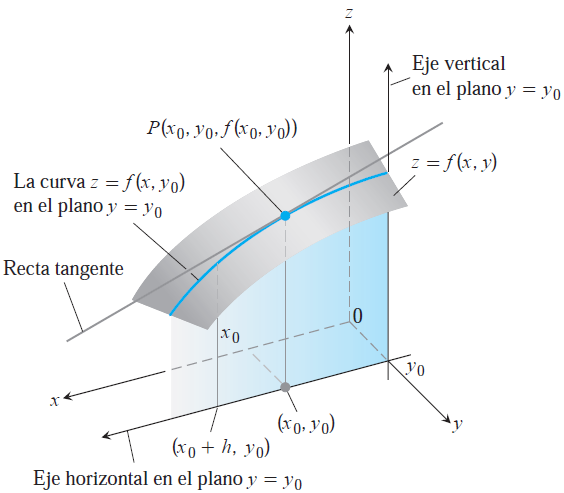 z
Eje vertical
en el plano y = y₀
P(x₀, y₀, f(x₀, y₀))
z = f(x, y)
La curva z = f(x, y₀)
en el plano y = y₀
Recta tangente
x₀
0
y₀
x
(x₀, y₀)
y
(x₀ + h, y₀)
Eje horizontal en el plano y = y₀